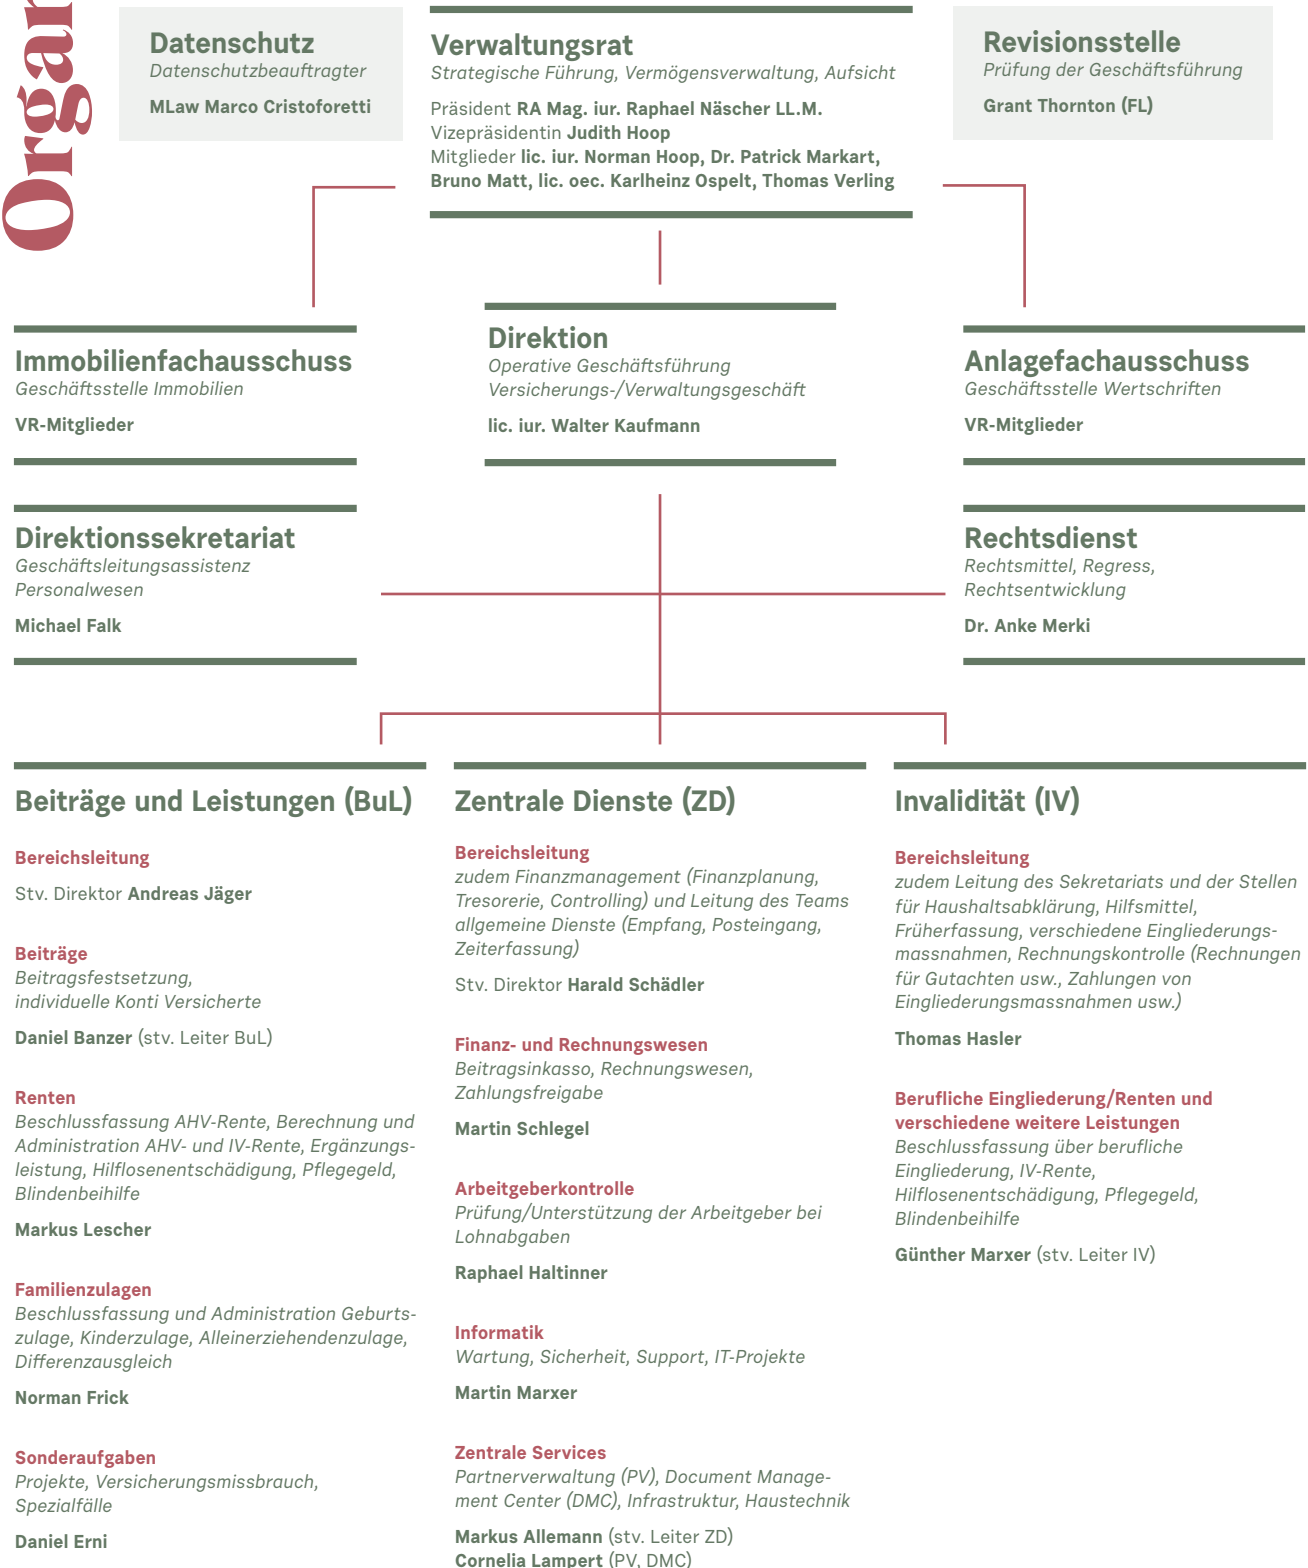 Organ
Datenschutz
Datenschutzbeauftragter
MLaw Marco Cristoforetti
Verwaltungsrat
Strategische Führung, Vermögensverwaltung, Aufsicht
Präsident RA Mag. iur. Raphael Näscher LL.M.
Vizepräsidentin Judith Hoop
Mitglieder lic. iur. Norman Hoop, Dr. Patrick Markart,
Bruno Matt, lic. oec. Karlheinz Ospelt, Thomas Verling
Revisionsstelle
Prüfung der Geschäftsführung
Grant Thornton (FL)
Immobilienfachausschuss
Geschäftsstelle Immobilien
VR-Mitglieder
Direktion
Operative Geschäftsführung
Versicherungs-/Verwaltungsgeschäft
lic. iur. Walter Kaufmann
Anlagefachausschuss
Geschäftsstelle Wertschriften
VR-Mitglieder
Direktionssekretariat
Geschäftsleitungsassistenz
Personalwesen
Michael Falk
Rechtsdienst
Rechtsmittel, Regress,
Rechtsentwicklung
Dr. Anke Merki
Beiträge und Leistungen (BuL)
Bereichsleitung
Stv. Direktor Andreas Jäger
Beiträge
Beitragsfestsetzung,
individuelle Konti Versicherte
Daniel Banzer (stv. Leiter BuL)
Renten
Beschlussfassung AHV-Rente, Berechnung und
Administration AHV- und IV-Rente, Ergänzungs-
leistung, Hilflosenentschädigung, Pflegegeld,
Blindenbeihilfe
Markus Lescher
Familienzulagen
Beschlussfassung und Administration Geburts-
zulage, Kinderzulage, Alleinerziehendenzulage,
Differenzausgleich
Norman Frick
Sonderaufgaben
Projekte, Versicherungsmissbrauch,
Spezialfälle
Daniel Erni
Zentrale Dienste (ZD)
Bereichsleitung
zudem Finanzmanagement (Finanzplanung,
Tresorerie, Controlling) und Leitung des Teams
allgemeine Dienste (Empfang, Posteingang,
Zeiterfassung)
Stv. Direktor Harald Schädler
Finanz- und Rechnungswesen
Beitragsinkasso, Rechnungswesen,
Zahlungsfreigabe
Martin Schlegel
Arbeitgeberkontrolle
Prüfung/Unterstützung der Arbeitgeber bei
Lohnabgaben
Raphael Haltinner
Informatik
Wartung, Sicherheit, Support, IT-Projekte
Martin Marxer
Zentrale Services
Partnerverwaltung (PV), Document Manage-
ment Center (DMC), Infrastruktur, Haustechnik
Markus Allemann (stv. Leiter ZD)
Cornelia Lampert (PV, DMC)
Invalidität (IV)
Bereichsleitung
zudem Leitung des Sekretariats und der Stellen
für Haushaltsabklärung, Hilfsmittel,
Früherfassung, verschiedene Eingliederungs-
massnahmen, Rechnungskontrolle (Rechnungen
für Gutachten usw., Zahlungen von
Eingliederungsmassnahmen usw.)
Thomas Hasler
Berufliche Eingliederung/Renten und
verschiedene weitere Leistungen
Beschlussfassung über berufliche
Eingliederung, IV-Rente,
Hilflosenentschädigung, Pflegegeld,
Blindenbeihilfe
Günther Marxer (stv. Leiter IV)